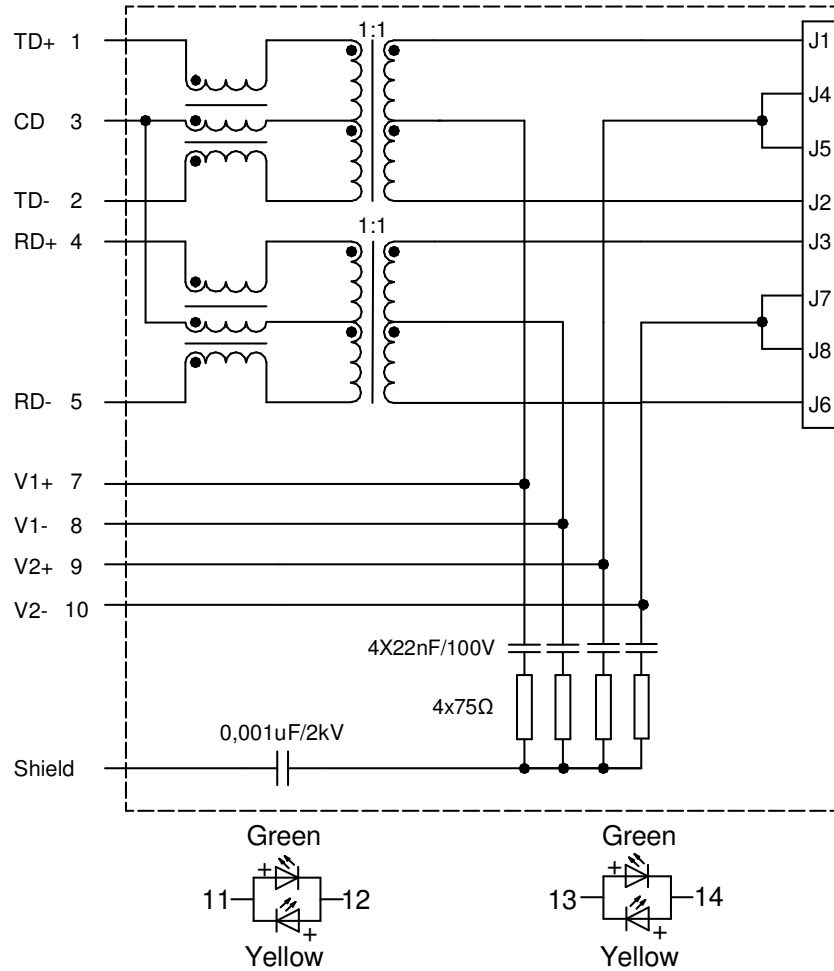 1:1
TD+ 1
J1
J4
CD 3
J5
TD- 2
J2
1:1
RD+ 4
J3
J7
J8
RD- 5
J6
V1+ 7
V1- 8
V2+ 9
V2- 10
4X22nF/100V
4x75Ω
0,001uF/2kV
Shield
Green
Green
+
+
11
12
13
14
+
+
Yellow
Yellow